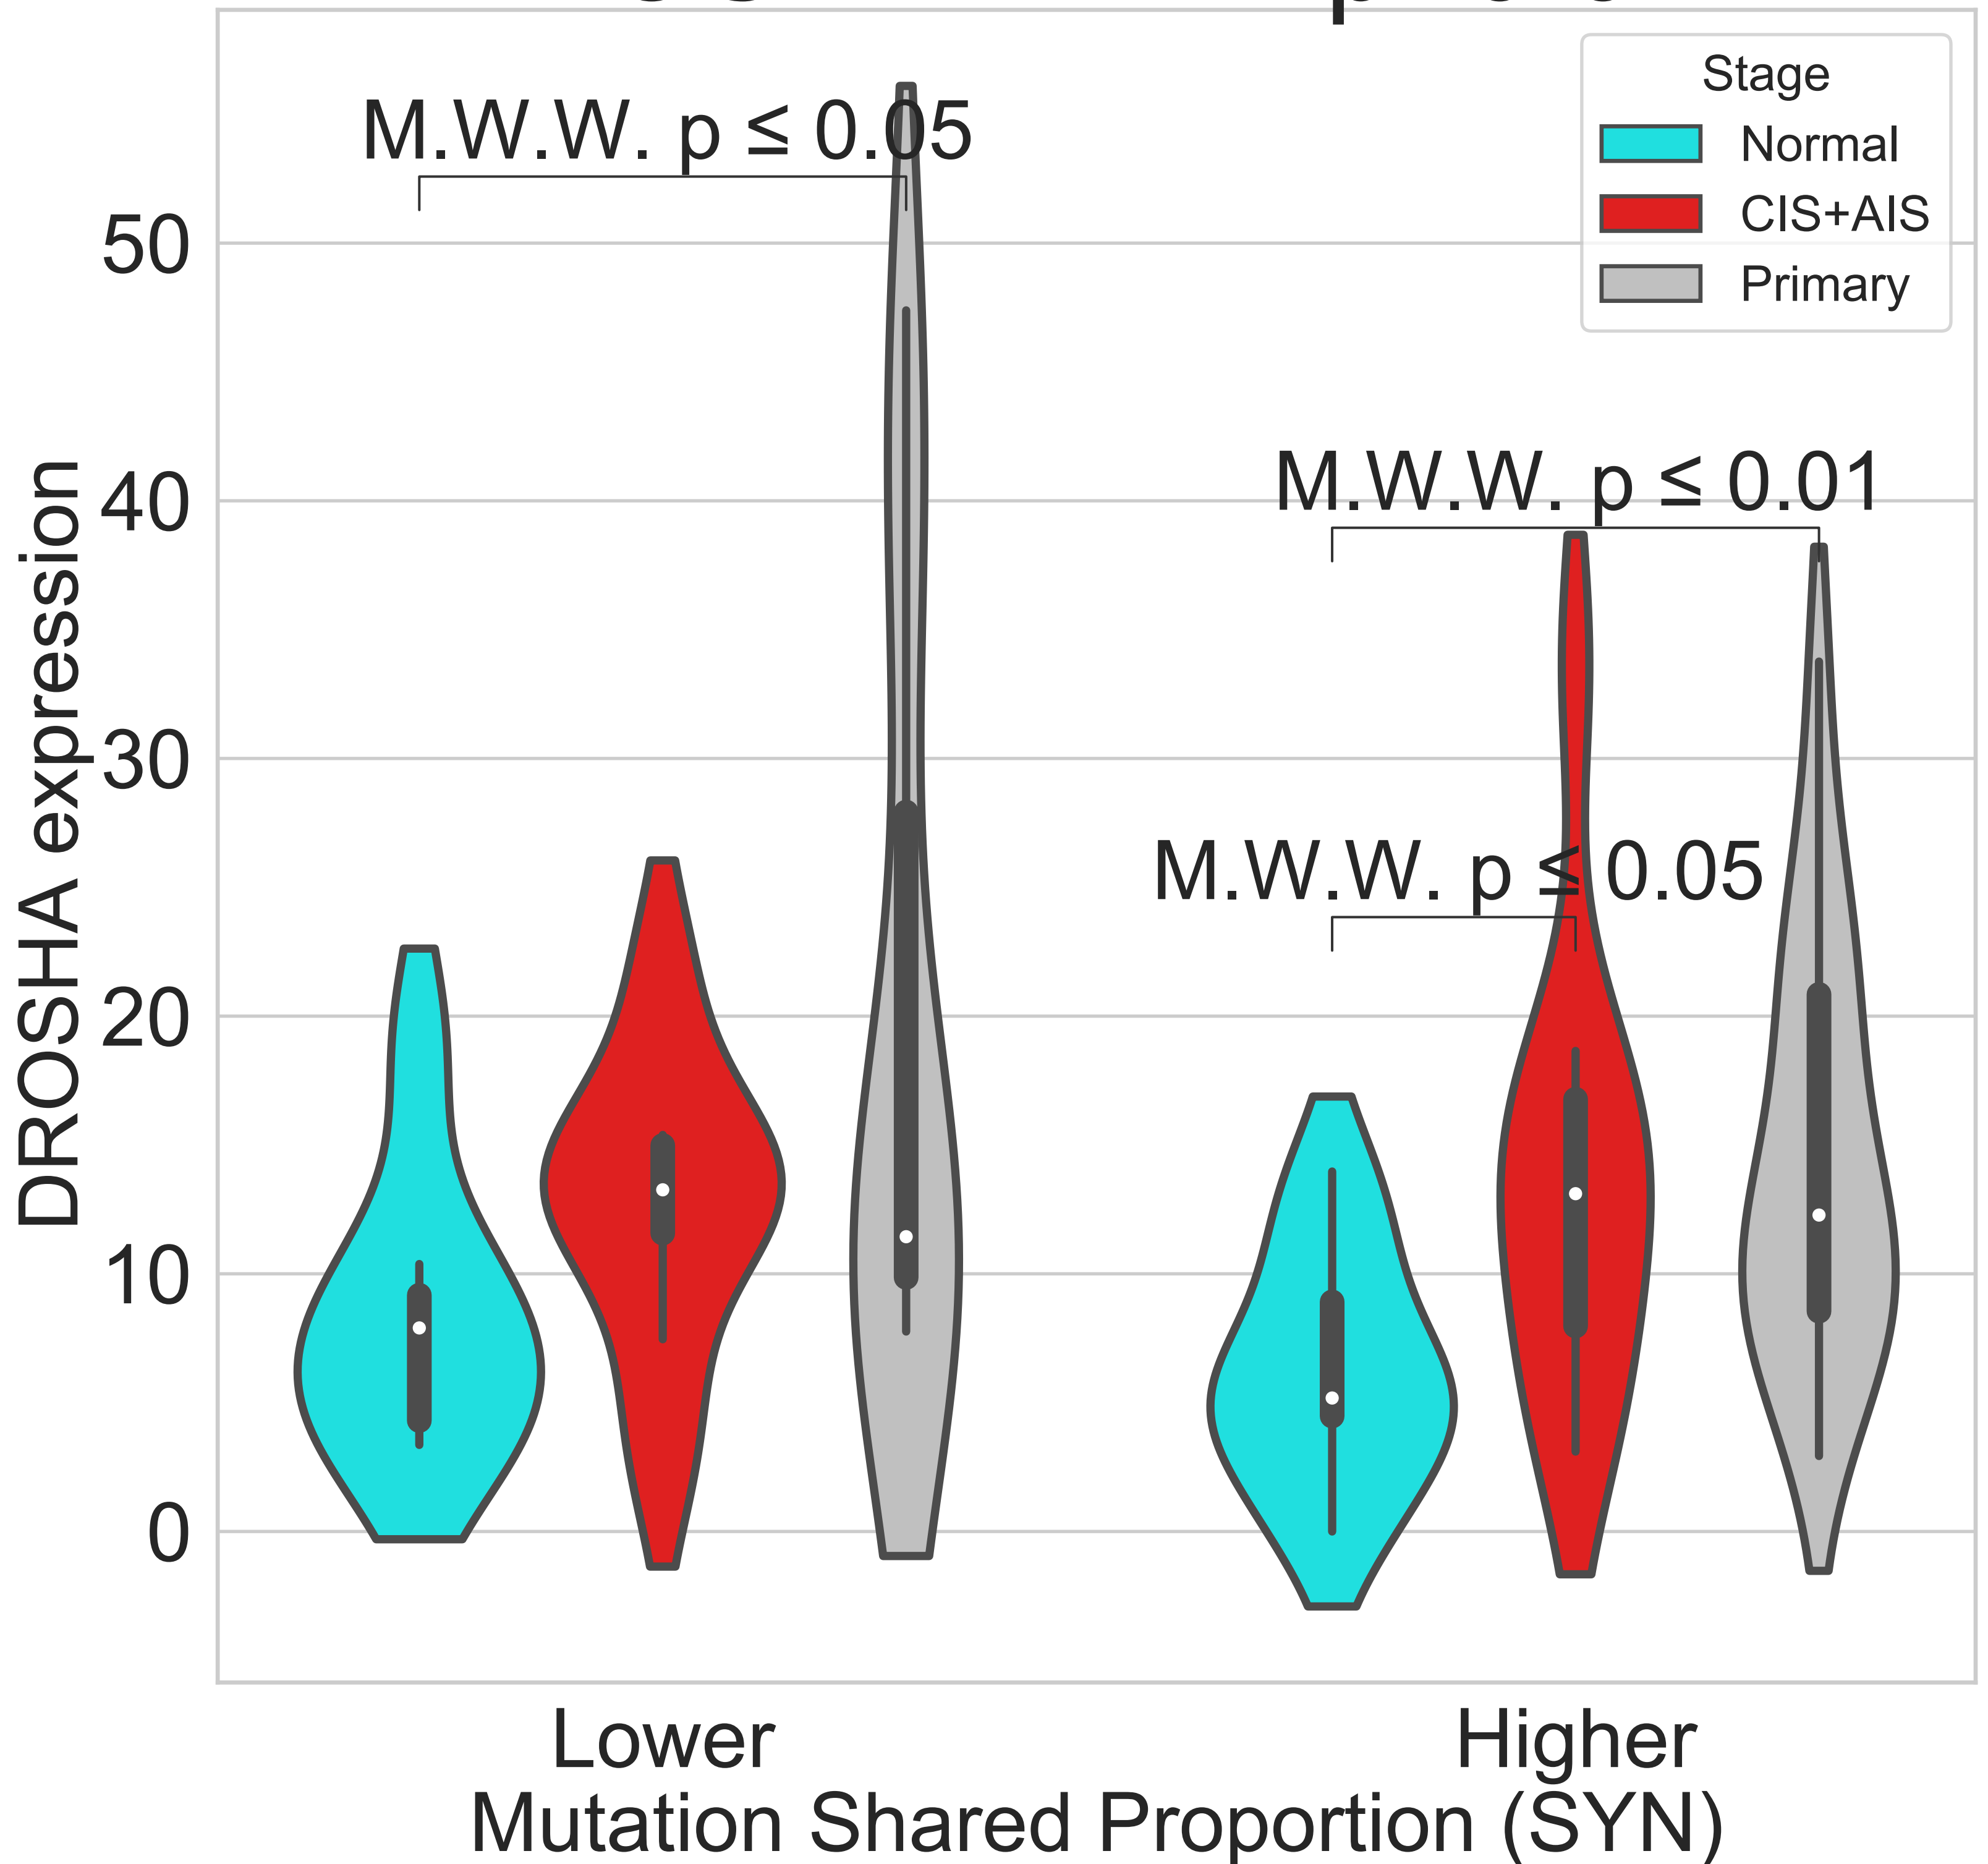 Stage
Normal
CIS+AIS
Primary
M.W.W. p ≤ 0.05
M.W.W. p ≤ 0.01
M.W.W. p ≤ 0.05
50
40
30
20
10
0
DROSHA expression
Lower
Higher
Mutation Shared Proportion (SYN)